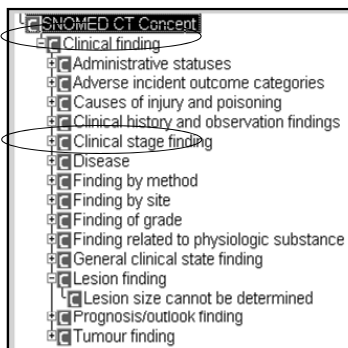 SNOMED CT Concept
Clinical finding
Administrative statuses
Adverse incident outcome categories
Causes of injury and poisoning
Clinical history and observation findings
Clinical stage finding
Disease
Finding by method
Finding by site
Finding of grade
Finding related to physiologic substance
General clinical state finding
Lesion finding
Lesion size cannot be determined
Prognosis/outlook finding
Tumour finding